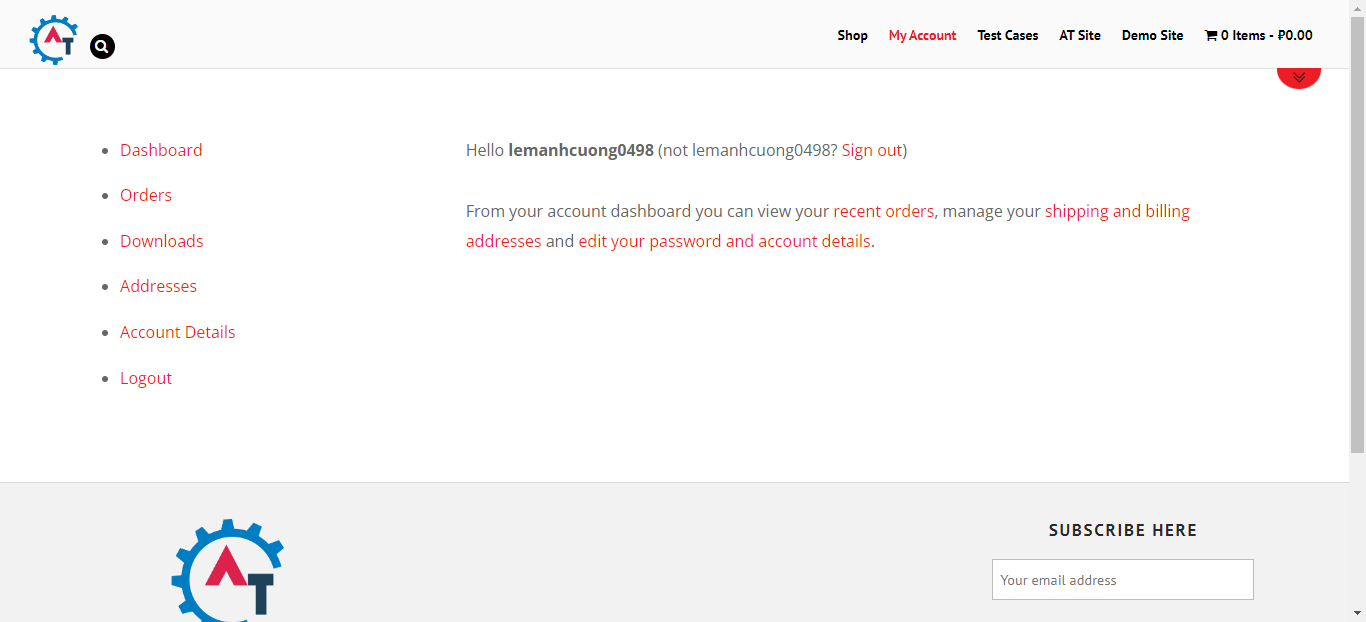 AT
Shop My Account Test Cases AT Site Demo Site 0 Items - ₽0.00
Dashboard
Orders
Downloads
Addresses
Account Details
Logout
Hello lemanhcuong0498 (not lemanhcuong0498? Sign out)
From your account dashboard you can view your recent orders, manage your shipping and billing
addresses and edit your password and account details.
AT
SUBSCRIBE HERE
Your email address